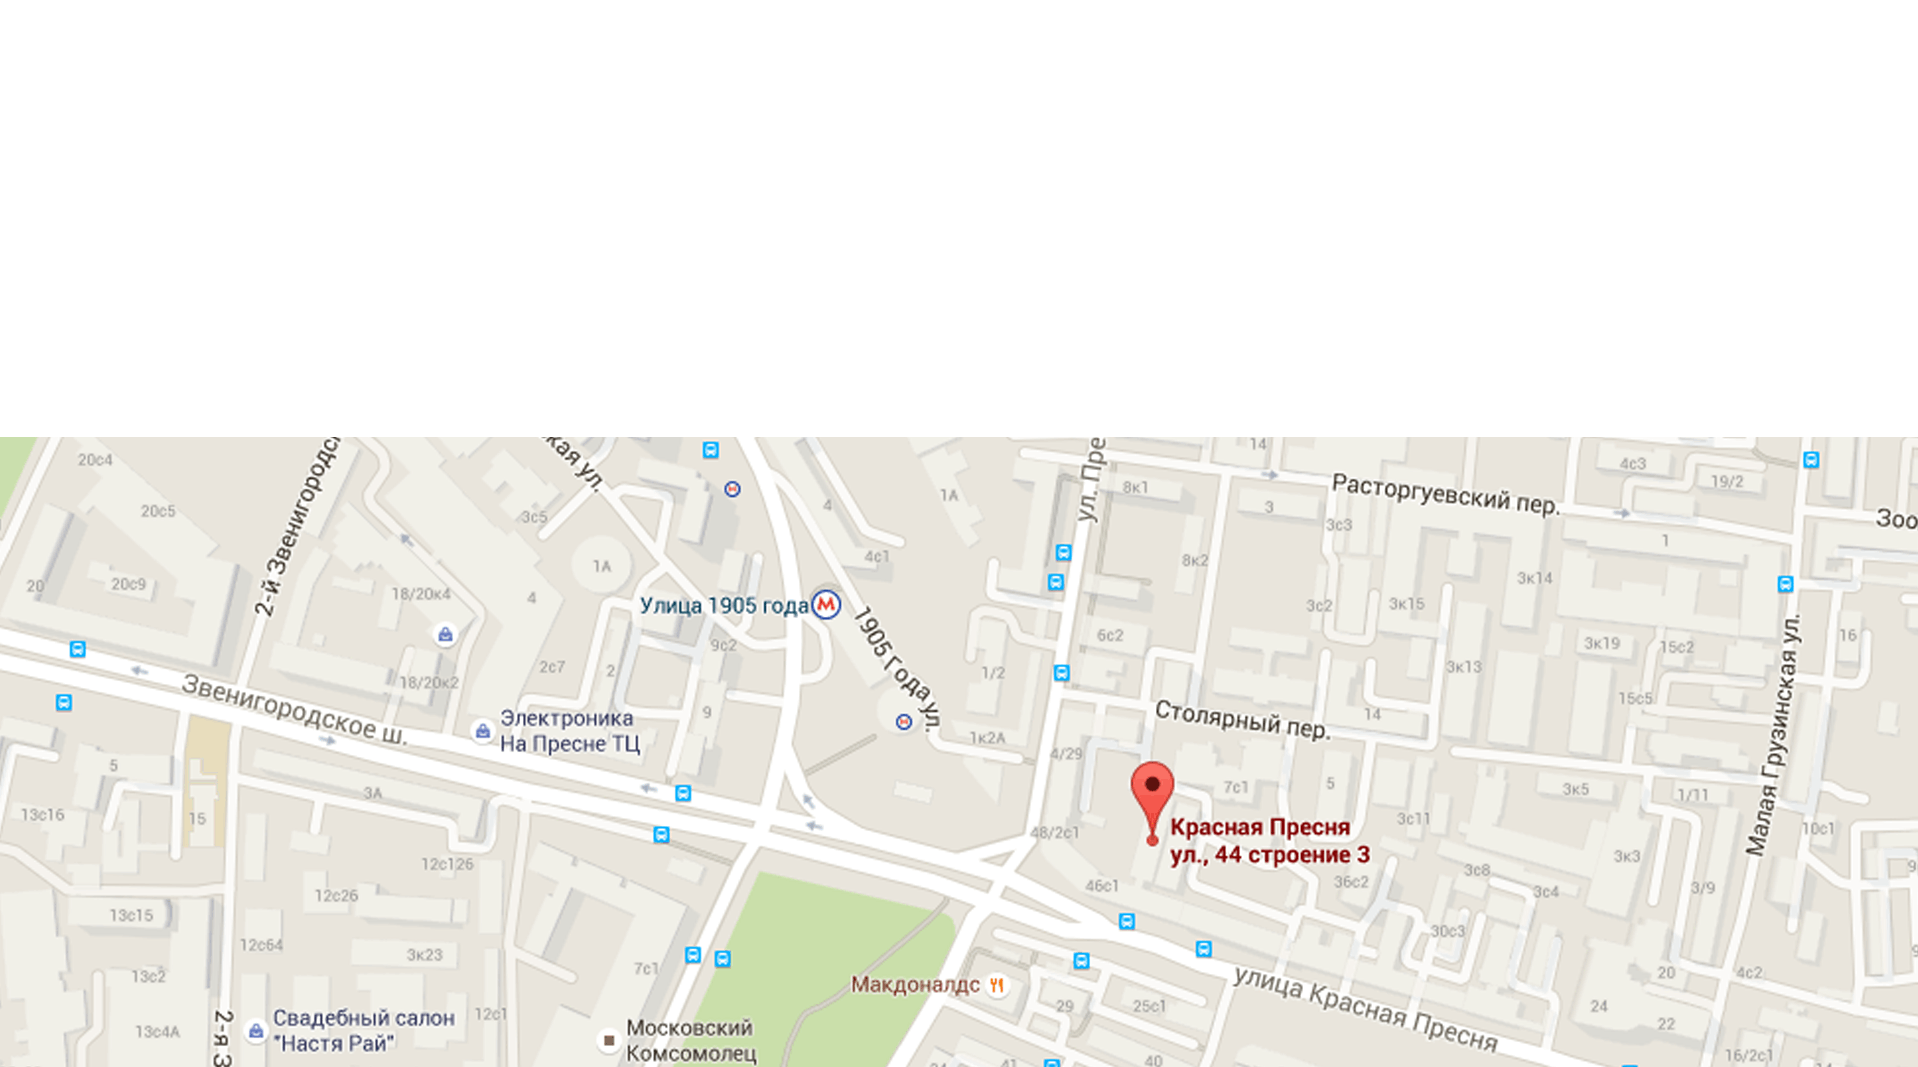 20с4
20с5
20с9
20
2-й Звенигородс
18/20к4
18/20к2
кая ул.
3с5
1А
4
2с7
2
9с2
9
Улица 1905 года
1905 Года ул.
4
4с1
1А
1/2
1к2А
ул. Пре
14
8к1
8к2
6с2
4/29
48/2с1
46с1
3
3с3
3с2
Расторгуевский пер.
4с3
19/2
1
Зоо
3к14
3к15
3к13
3к19
15с2
15с5
16
Столярный пер.
14
7с1
5
3с11
3к5
1/11
10с1
Малая Грузинская ул.
Красная Пресня
ул., 44 строение 3
36с2
3с8
3с4
3к3
3/9
30с3
20
4с2
24
22
16/2с1
14
Звенигородское ш.
Электроника
На Пресне ТЦ
5
3А
13с16
15
12с126
12с26
13с15
12с64
3к23
13с2
13с4А
12с1
7с1
2-я З
Свадебный салон
"Настя Рай"
Московский
Комсомолец
Макдоналдс
29
25с1
41
40
улица Красная Пресня